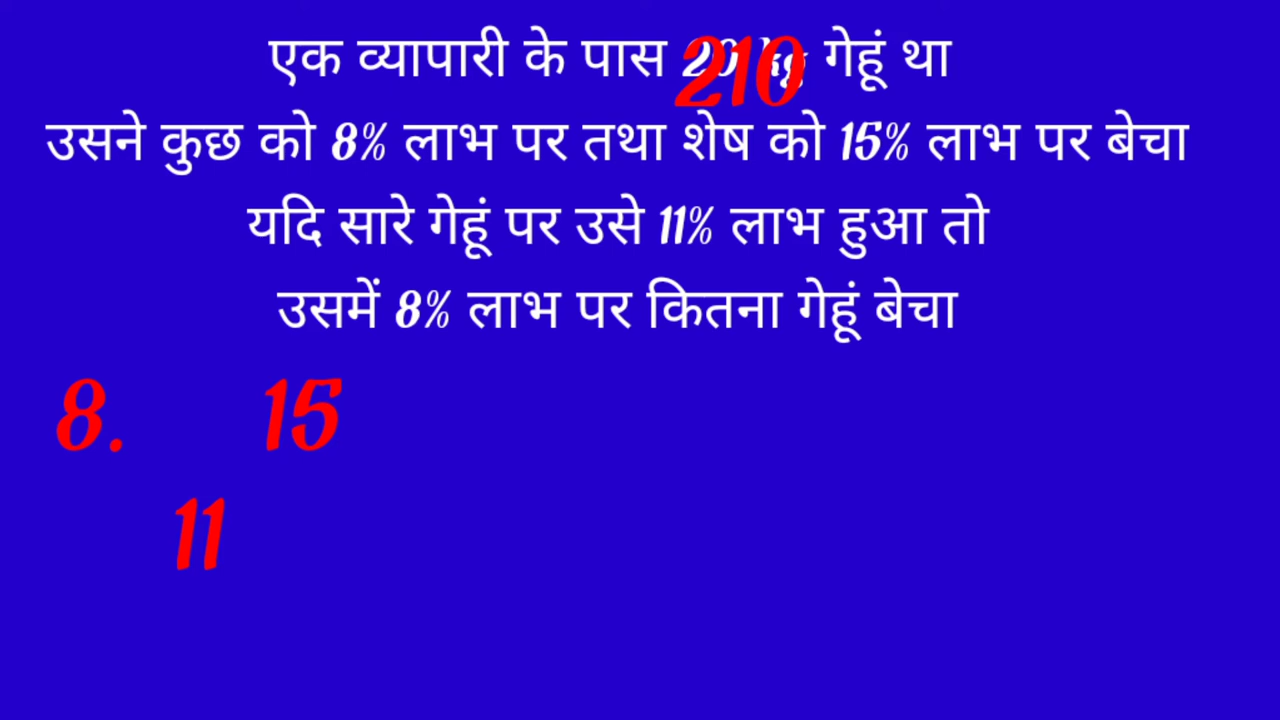 एक व्यापारी के पास 210 kg गेहूं था
उसने कुछ को 8% लाभ पर तथा शेष को 15% लाभ पर बेचा
यदि सारे गेहूं पर उसे 11% लाभ हुआ तो
उसमें 8% लाभ पर कितना गेहूं बेचा
8. 15
11